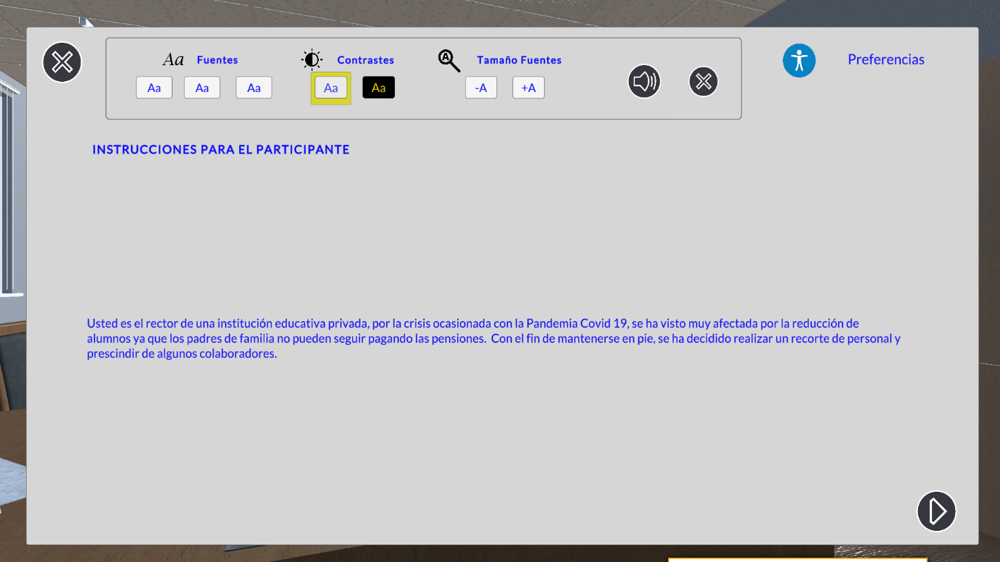 Aa Fuentes
Contrastes
Tamaño Fuentes
Preferencias
Aa Aa Aa
Aa Aa
-A +A
INSTRUCCIONES PARA EL PARTICIPANTE
Usted es el rector de una institución educativa privada, por la crisis ocasionada con la Pandemia Covid 19, se ha visto muy afectada por la reducción de
alumnos ya que los padres de familia no pueden seguir pagando las pensiones. Con el fin de mantenerse en pie, se ha decidido realizar un recorte de personal y
prescindir de algunos colaboradores.